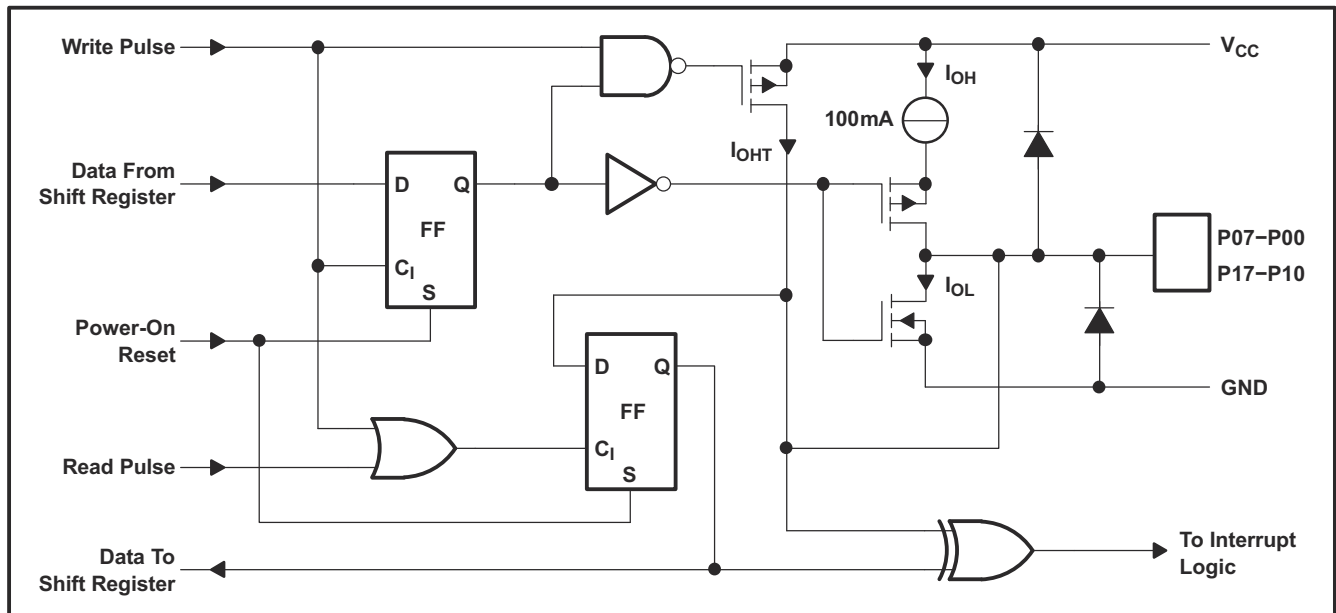 Write Pulse
V_CC
I_OH
100mA
I_OHT
Data From
Shift Register
D
Q
FF
C_I
S
P07–P00
P17–P10
I_OL
Power-On
Reset
D
Q
FF
C_I
S
GND
Read Pulse
Data To
Shift Register
To Interrupt
Logic